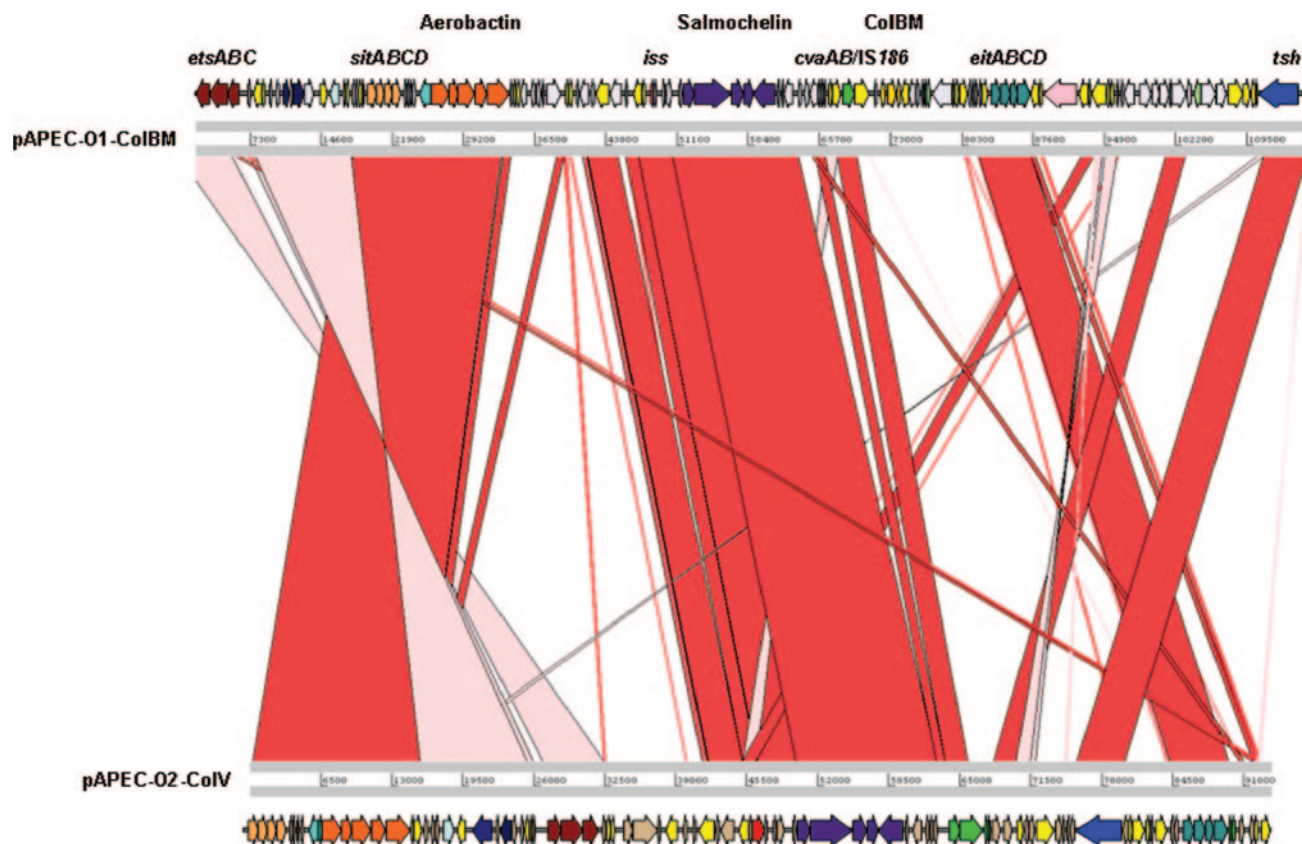 Aerobactin Salmochelin ColBM
etsABC sitABCD iss cvaAB/IS186 eitABCD tsh
pAPEC-O1-ColBM
7300 14600 21900 29200 36500 43800 51100 58400 65700 73000 80300 87600 94900 102200 109500
pAPEC-O2-ColV
6500 13000 19500 26000 32500 39000 45500 52000 58500 65000 71500 78000 84500 91000